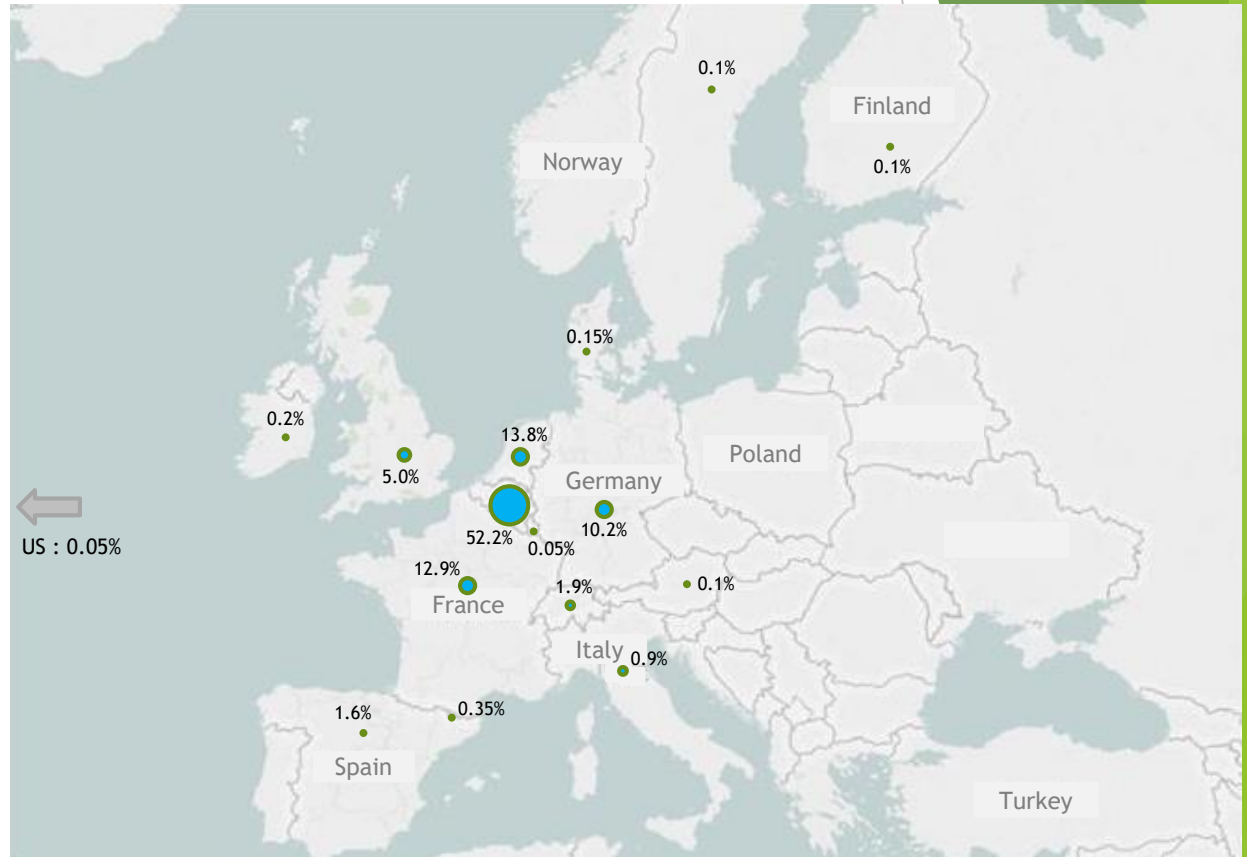 0.1%
Finland
0.1%
Norway
0.15%
0.2%
13.8%
5.0%
Poland
Germany
10.2%
52.2%
0.05%
US : 0.05%
12.9%
France
1.9%
0.1%
Italy
0.9%
1.6%
0.35%
Spain
Turkey